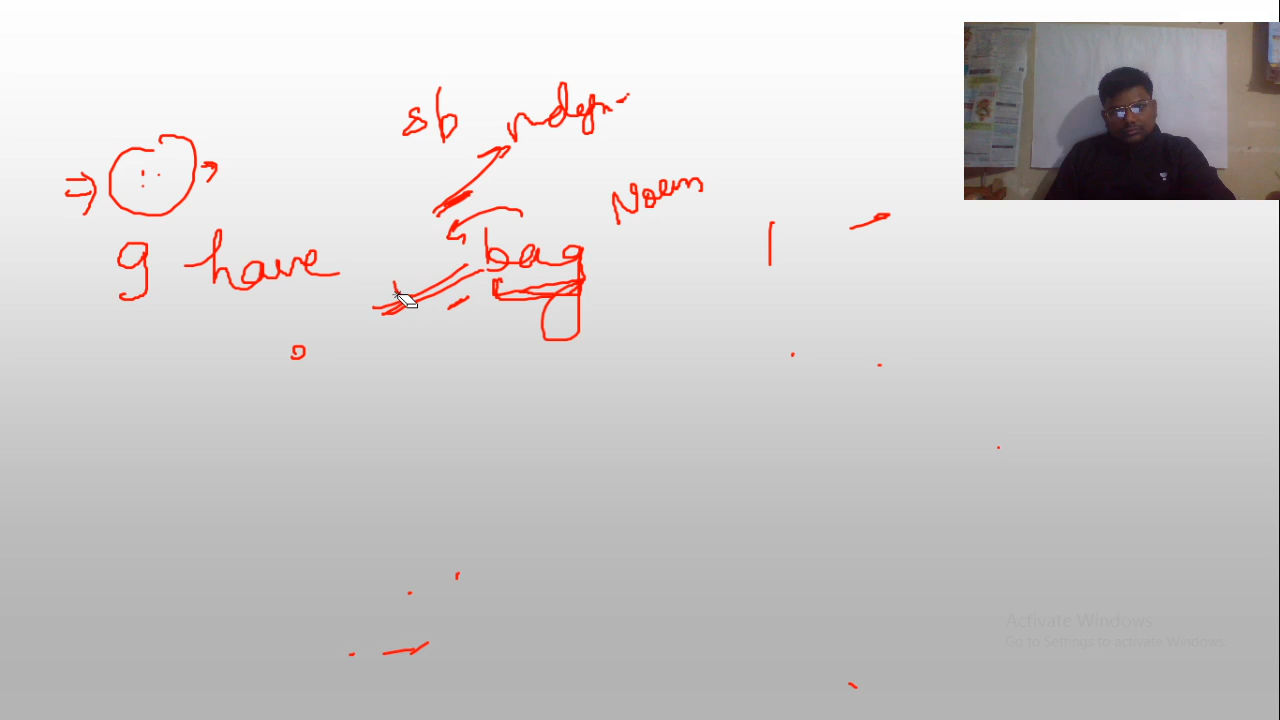 sb
Noun
I have bag
Activate Windows
Go to Settings to activate Windows.